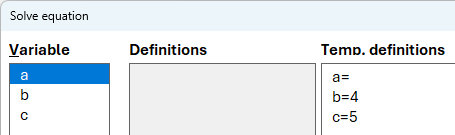 Solve equation
Variable Definitions Temp. definitions
a a=
b b=4
c c=5